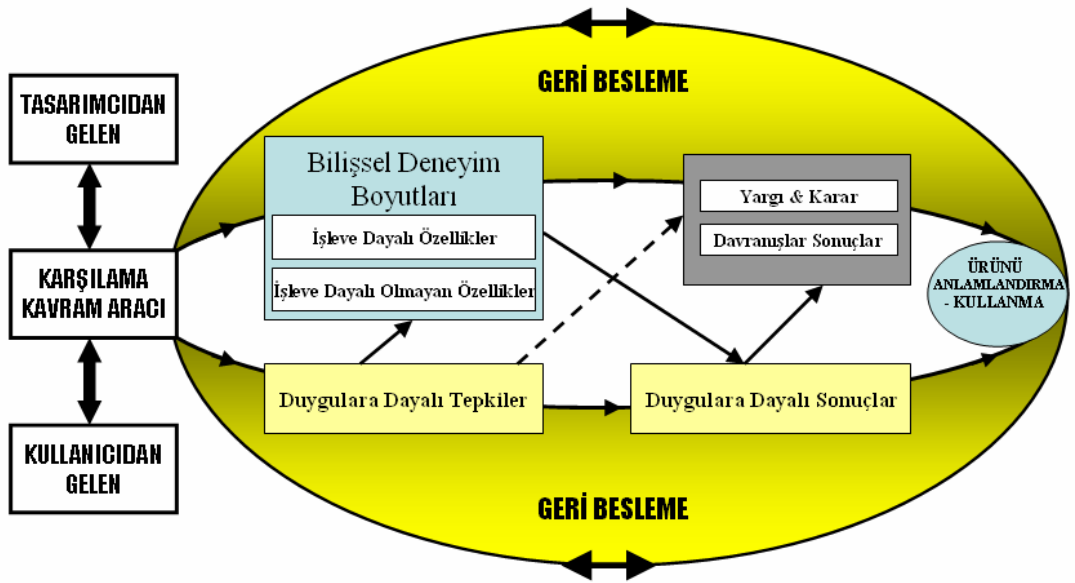 GERİ BESLEME
TASARIMCIDAN
GELEN
KARŞILAMA
KAVRAM ARACI
KULLANICIDAN
GELEN
Bilişsel Deneyim
Boyutları
İşleve Dayalı Özellikler
İşleve Dayalı Olmayan Özellikler
Yargı & Karar
Davranışlar Sonuçlar
ÜRÜNÜ
ANLAMLANDIRMA
- KULLANMA
Duygulara Dayalı Tepkiler
Duygulara Dayalı Sonuçlar
GERİ BESLEME